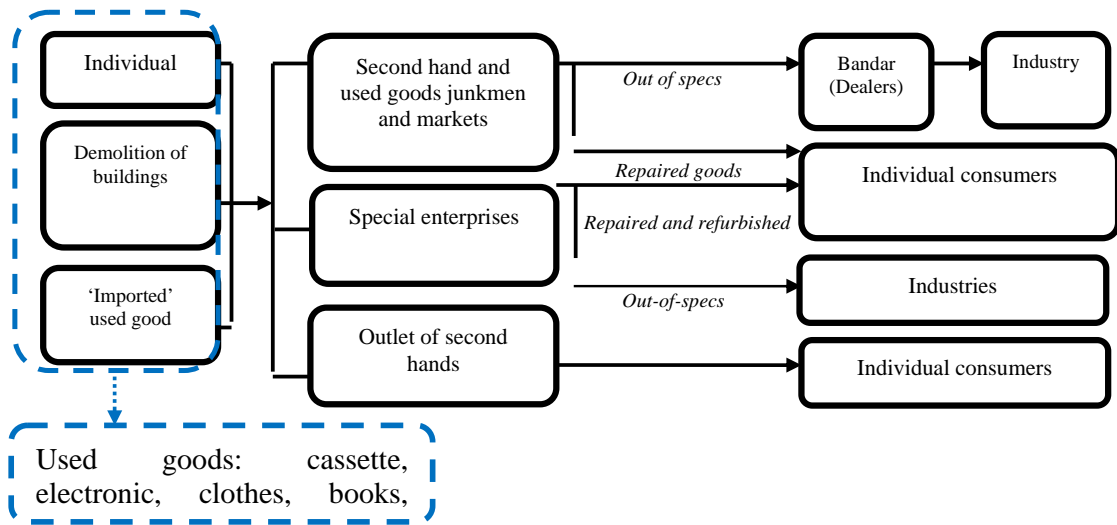 Individual
Demolition of
buildings
‘Imported’
used good
Second hand and
used goods junkmen
and markets
Special enterprises
Outlet of second
hands
Out of specs
Repaired goods
Repaired and refurbished
Out-of-specs
Bandar
(Dealers)
Industry
Individual consumers
Industries
Individual consumers
Used goods: cassette,
electronic, clothes, books,